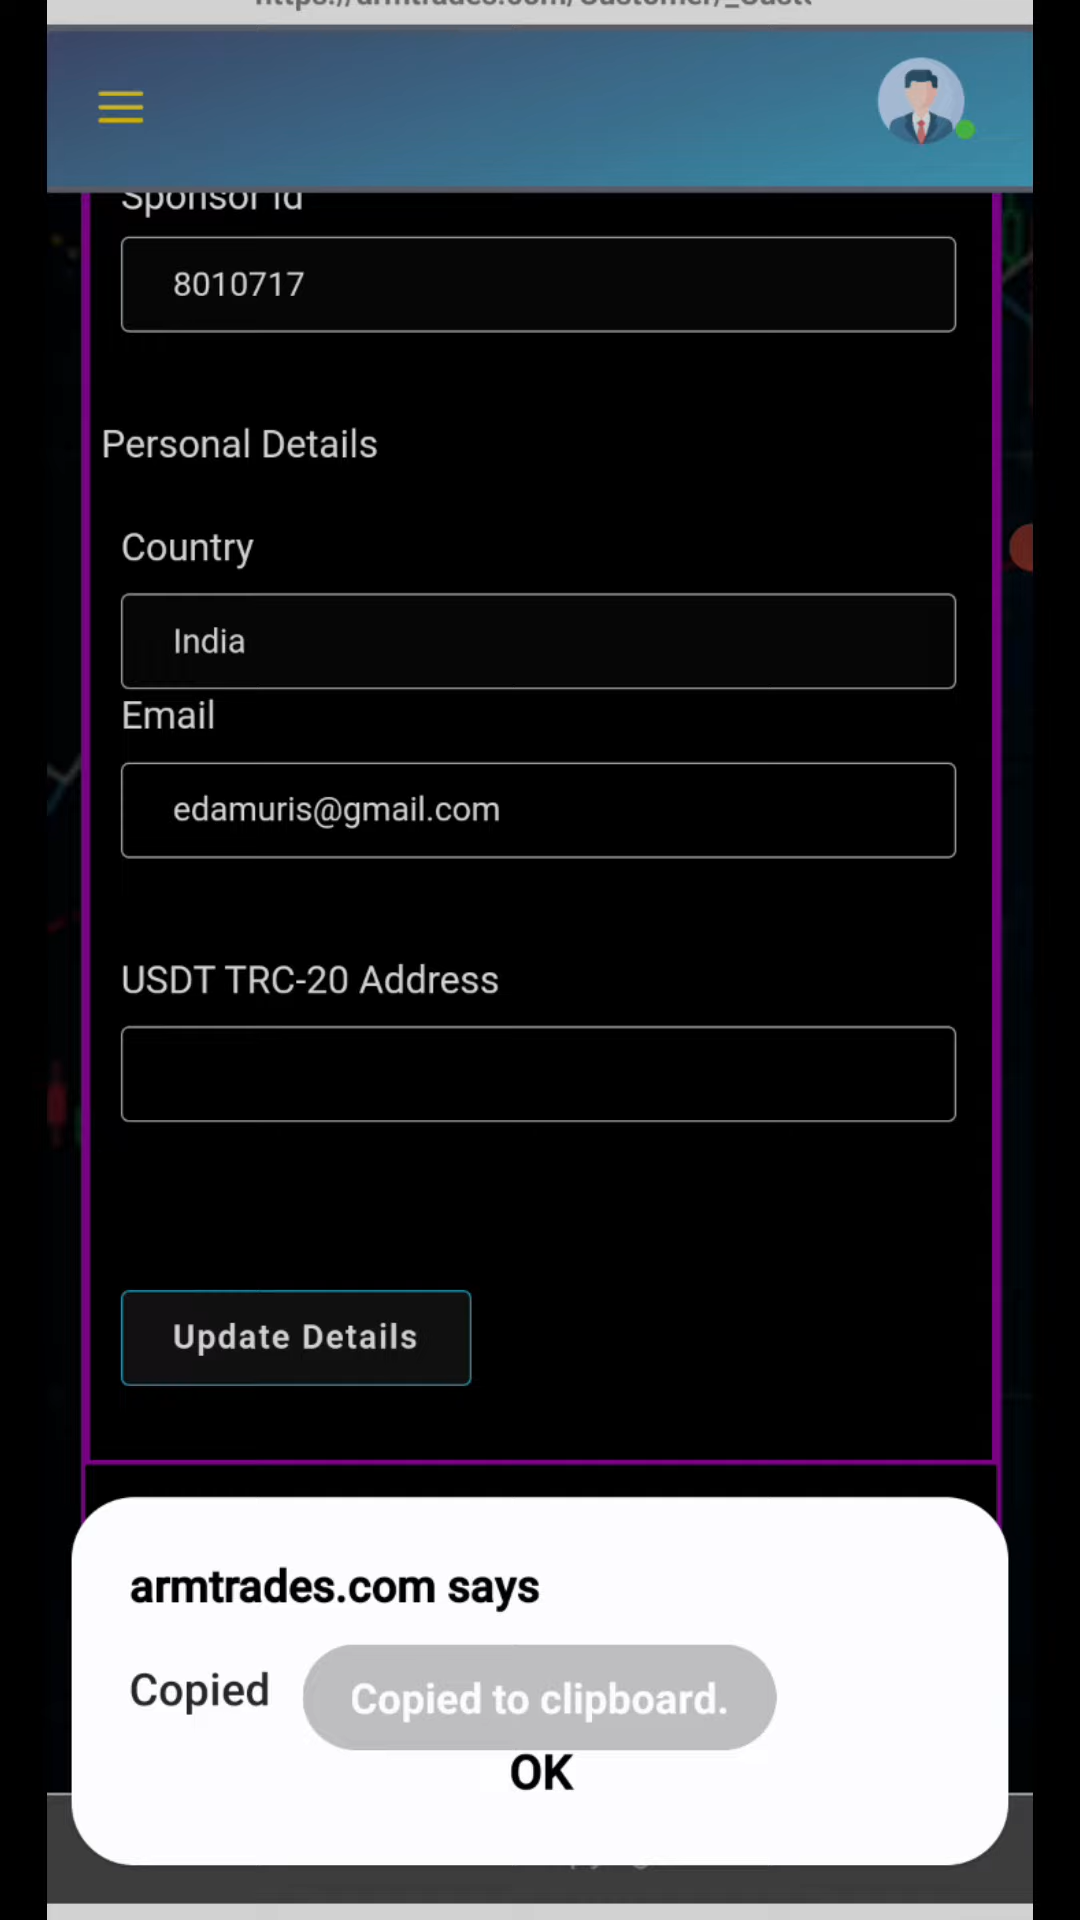 Sponsor Id
8010717
Personal Details
Country
India
Email
edamuris@gmail.com
USDT TRC-20 Address
Update Details
armtrades.com says
Copied
Copied to clipboard.
OK